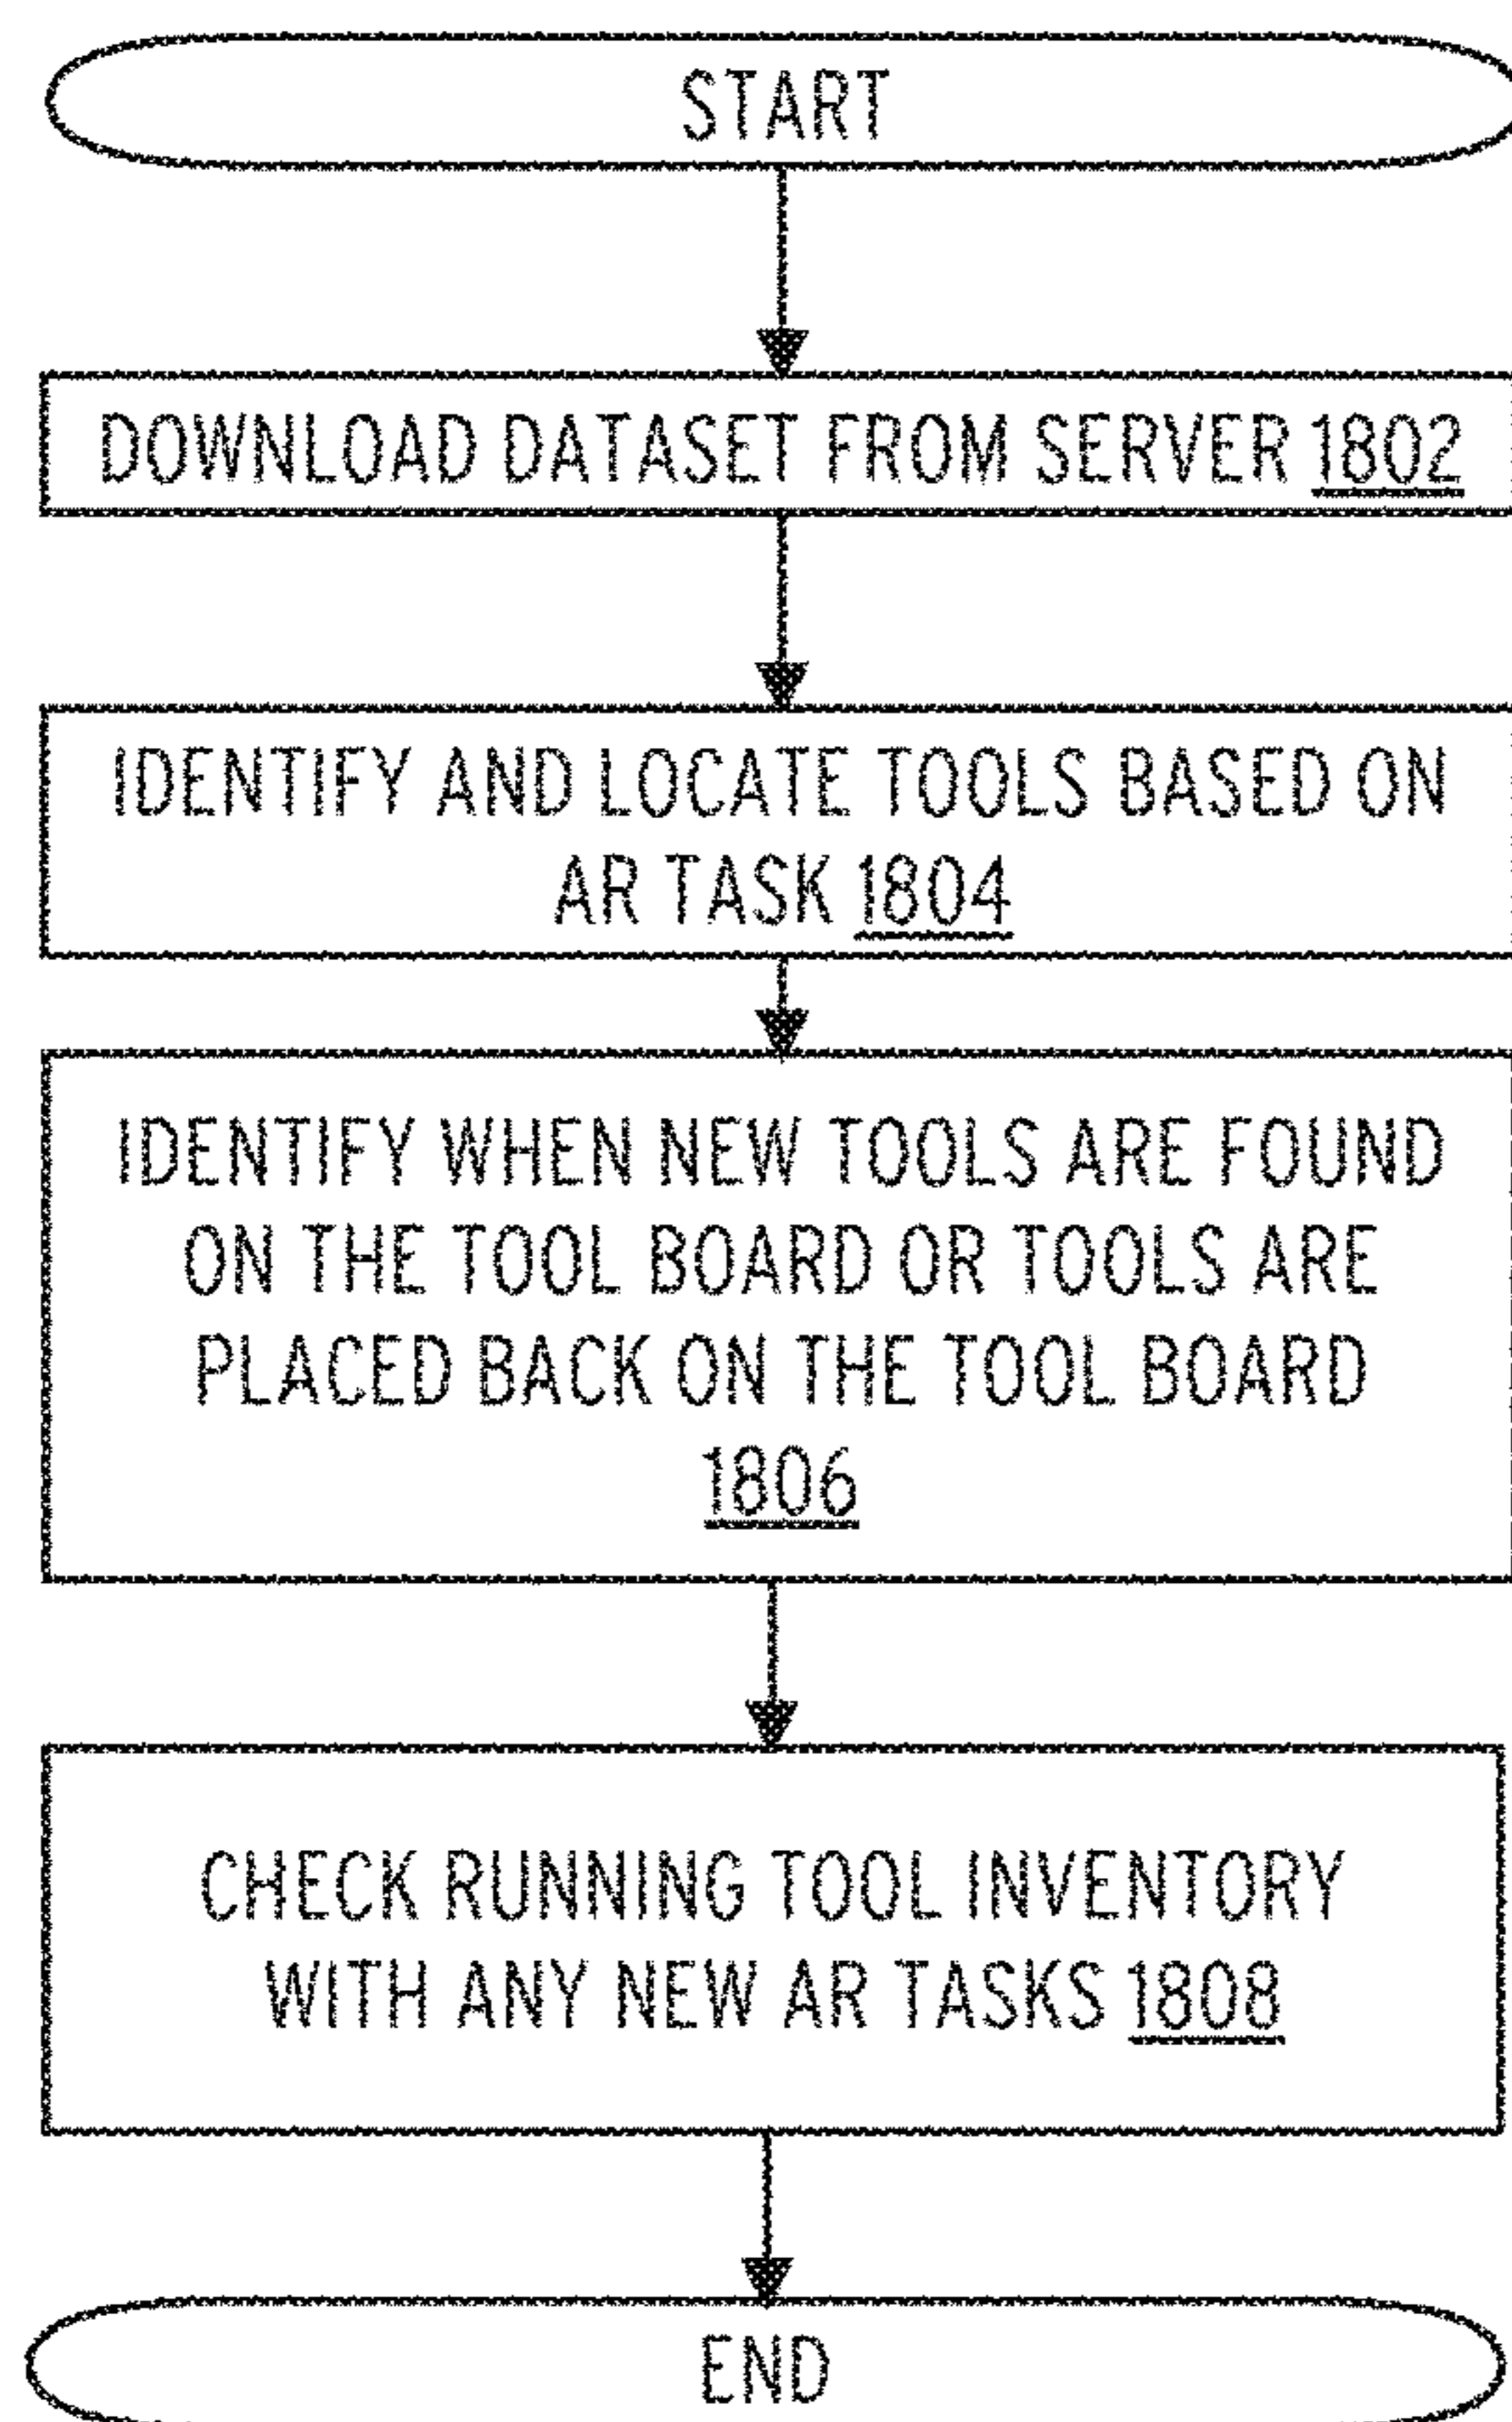 START
DOWNLOAD DATASET FROM SERVER 1802
IDENTIFY AND LOCATE TOOLS BASED ON
AR TASK 1804
IDENTIFY WHEN NEW TOOLS ARE FOUND
ON THE TOOL BOARD OR TOOLS ARE
PLACED BACK ON THE TOOL BOARD
1806
CHECK RUNNING TOOL INVENTORY
WITH ANY NEW AR TASKS 1808
END